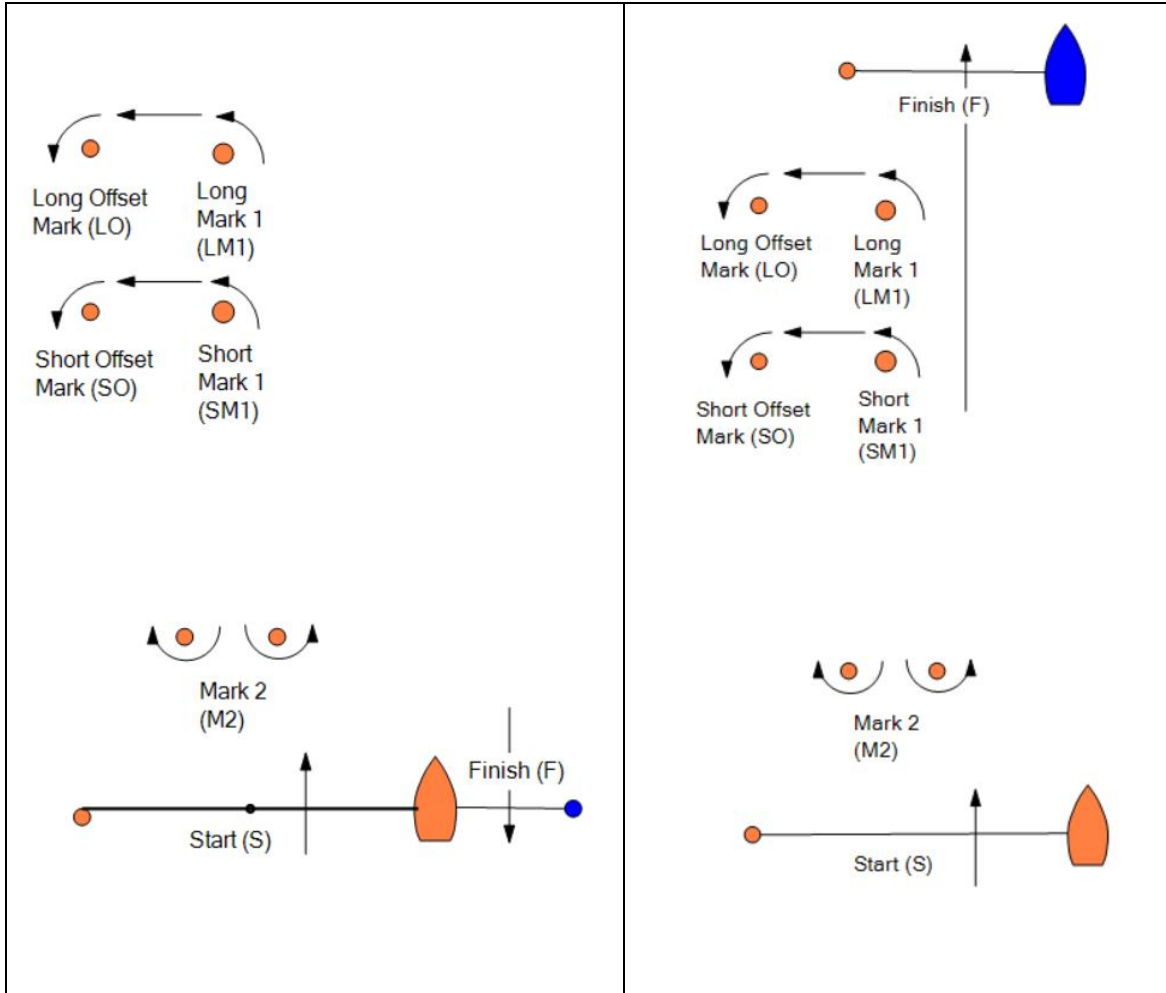 Long Offset
Mark (LO)
Long
Mark 1
(LM1)
Short Offset
Mark (SO)
Short
Mark 1
(SM1)
Mark 2
(M2)
Finish (F)
Start (S)
Finish (F)
Long Offset
Mark (LO)
Long
Mark 1
(LM1)
Short Offset
Mark (SO)
Short
Mark 1
(SM1)
Mark 2
(M2)
Start (S)